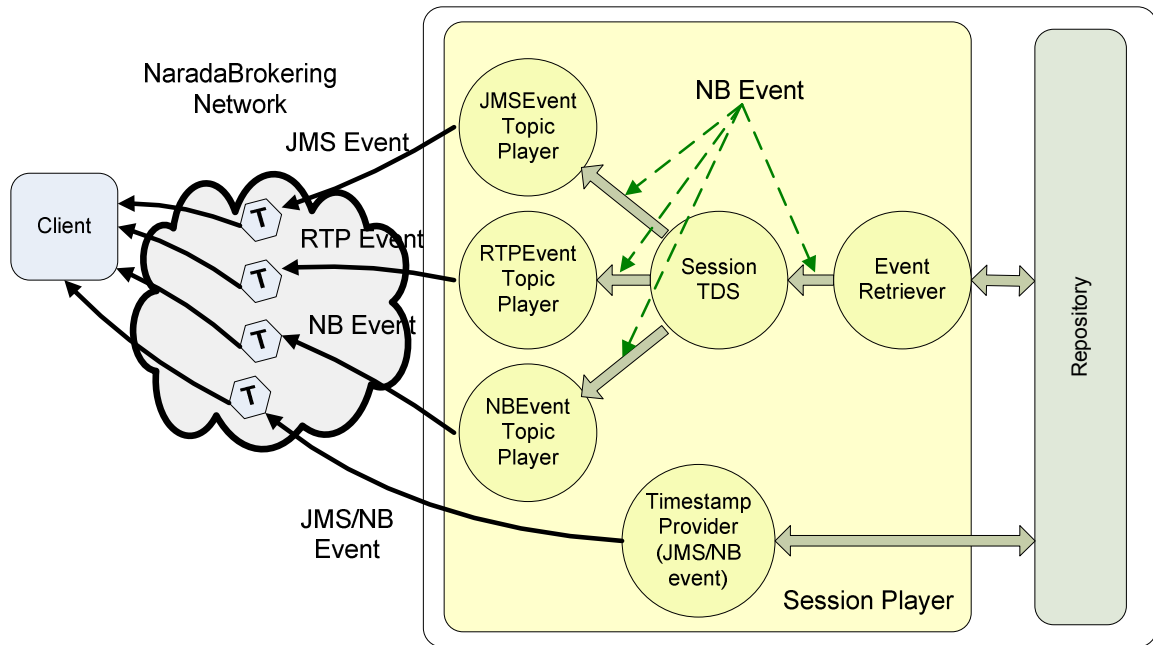 NaradaBrokering
Network
JMS Event
RTP Event
NB Event
JMS/NB
Event
Client
T
T
T
T
JMSEvent
Topic
Player
RTPEvent
Topic
Player
NBEvent
Topic
Player
NB Event
Session
TDS
Event
Retriever
Timestamp
Provider
(JMS/NB
event)
Session Player
Repository